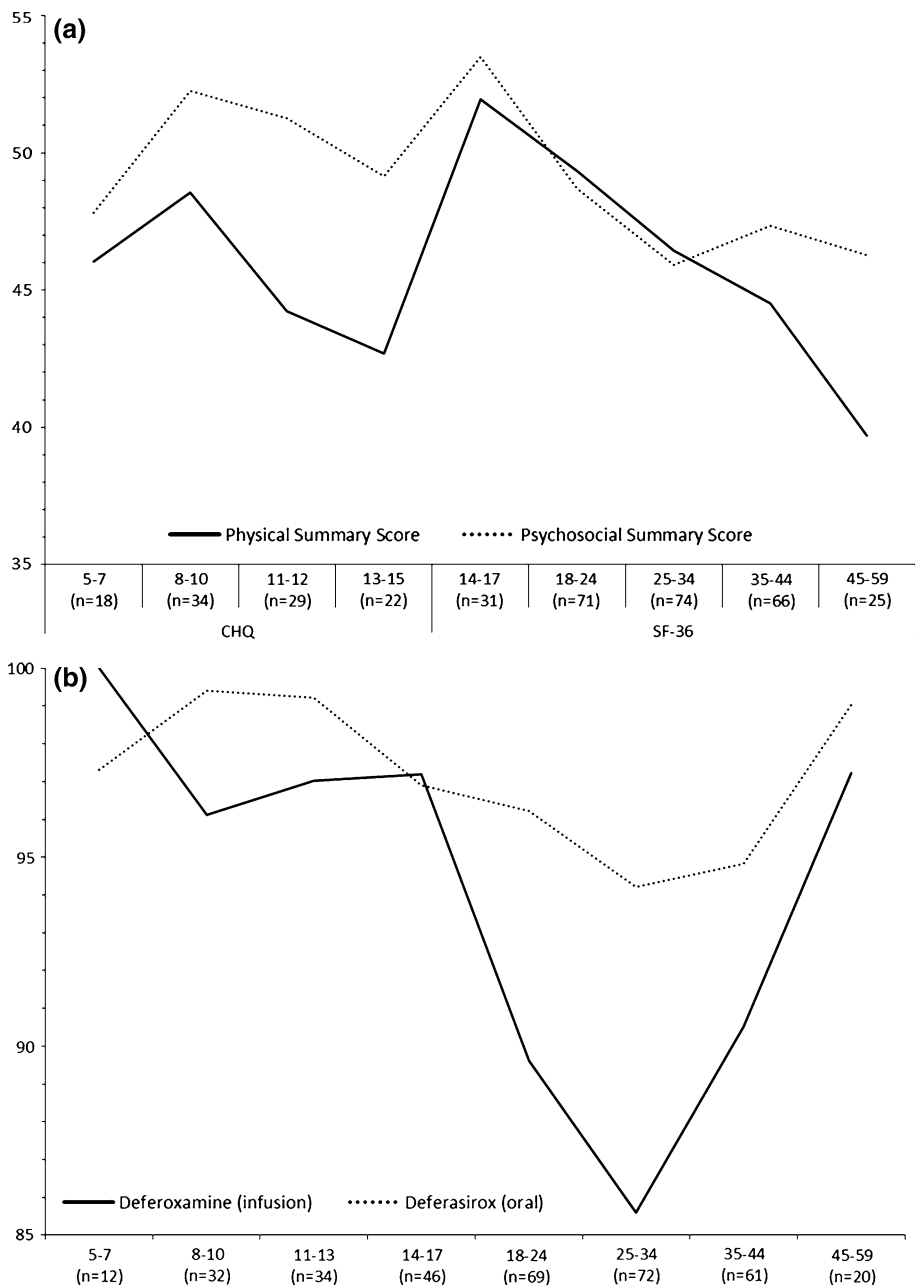 (a)
55
50
45
40
35
Physical Summary Score Psychosocial Summary Score
5-7 8-10 11-12 13-15 14-17 18-24 25-34 35-44 45-59
(n=18) (n=34) (n=29) (n=22) (n=31) (n=71) (n=74) (n=66) (n=25)
CHQ SF-36
(b)
100
95
90
85
Deferoxamine (infusion) Deferasirox (oral)
5-7 8-10 11-13 14-17 18-24 25-34 35-44 45-59
(n=12) (n=32) (n=34) (n=46) (n=69) (n=72) (n=61) (n=20)